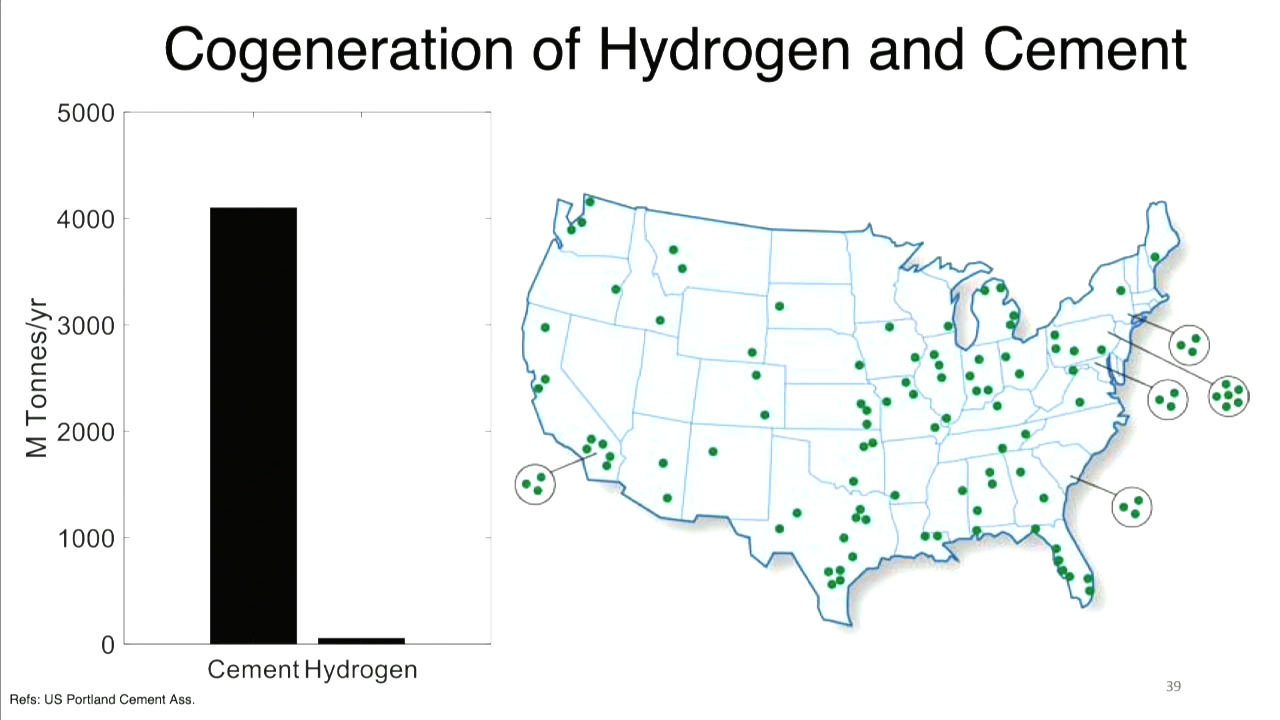 Cogeneration of Hydrogen and Cement
5000
4000
3000
2000
1000
0
M Tonnes/yr
Cement Hydrogen
Refs: US Portland Cement Ass.
39